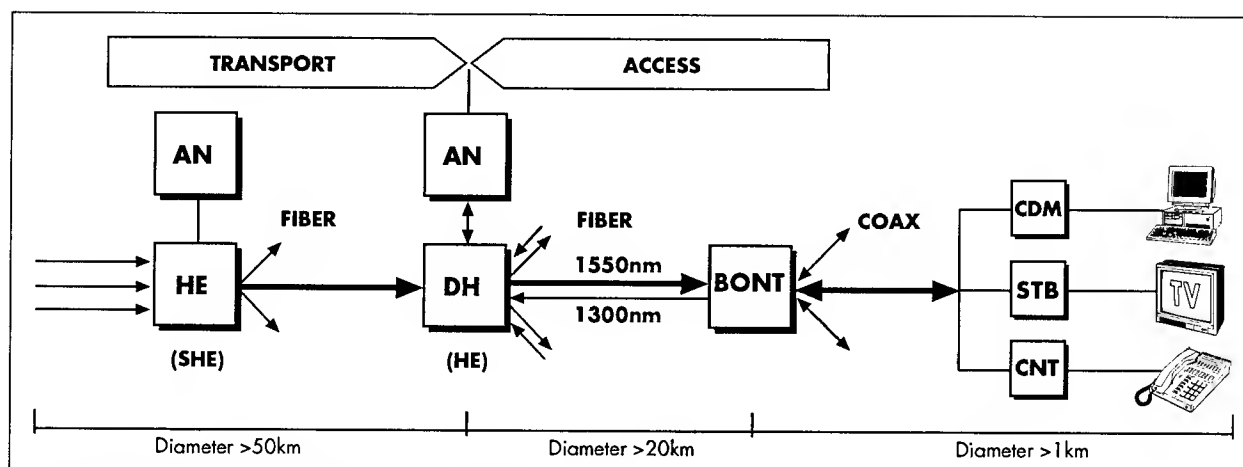 TRANSPORT
ACCESS
AN
AN
FIBER
FIBER
COAX
CDM
HE
DH
1550nm
BONT
STB
TV
1300nm
(SHE)
(HE)
CNT
Diameter >50km
Diameter >20km
Diameter >1km